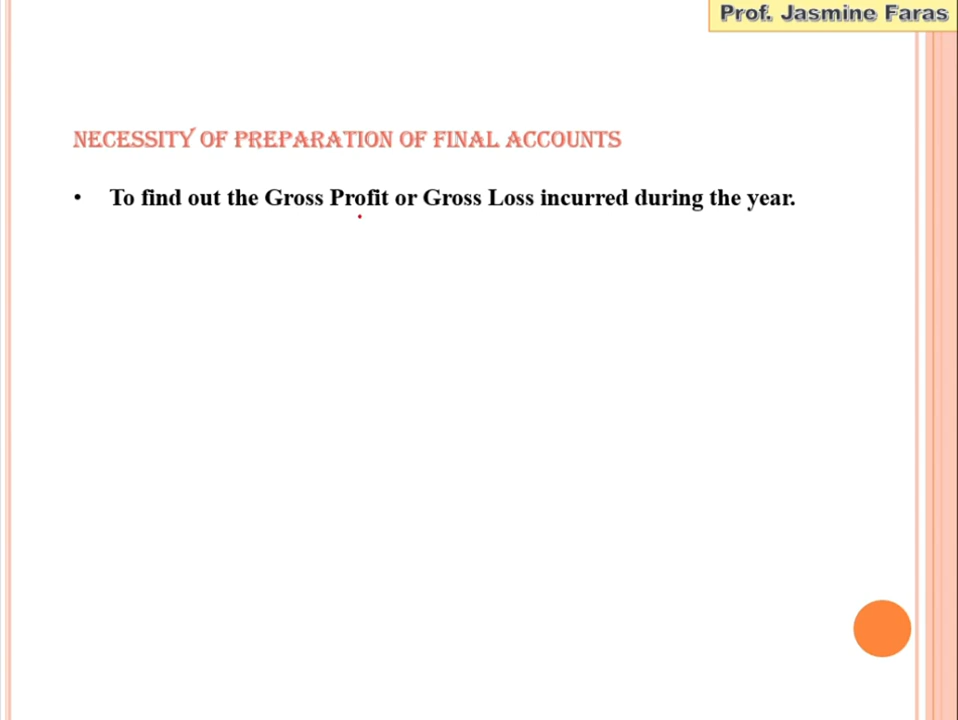 Prof. Jasmine Faras
NECESSITY OF PREPARATION OF FINAL ACCOUNTS
• To find out the Gross Profit or Gross Loss incurred during the year.